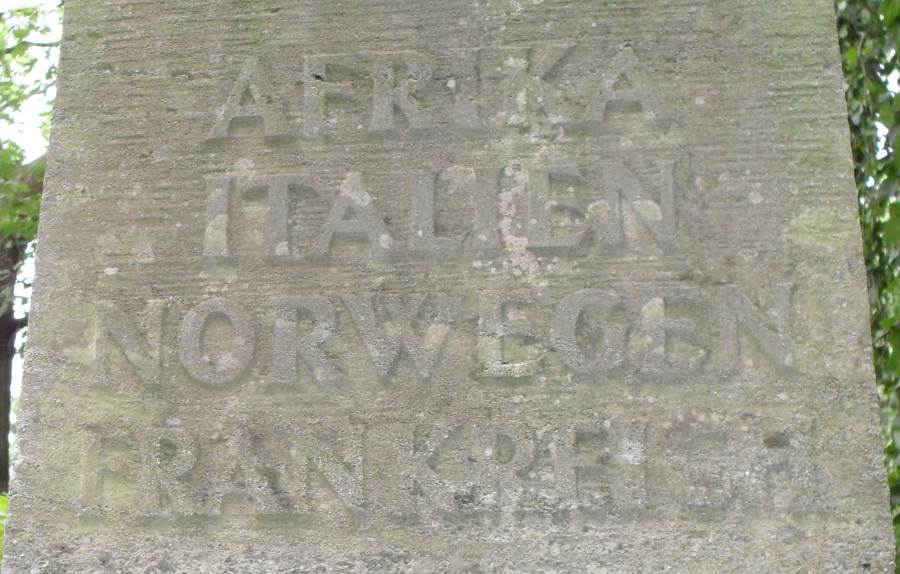 AFRIKA
ITALIEN
NORWEGEN
FRANKREICH